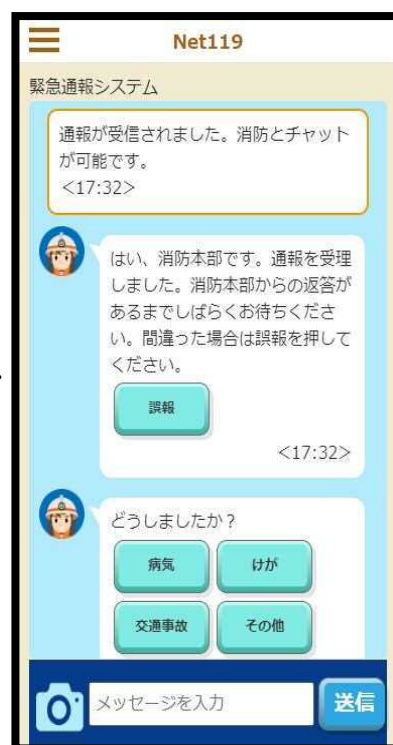 Net119
緊急通報システム
通報が受信されました。消防とチャット
が可能です。
<17:32>
はい、消防本部です。通報を受理
しました。消防本部からの返答が
あるまでしばらくお待ちくださ
い。間違った場合は誤報を押して
ください。
誤報
<17:32>
どうしましたか？
病気 けが
交通事故 その他
メッセージを入力 送信